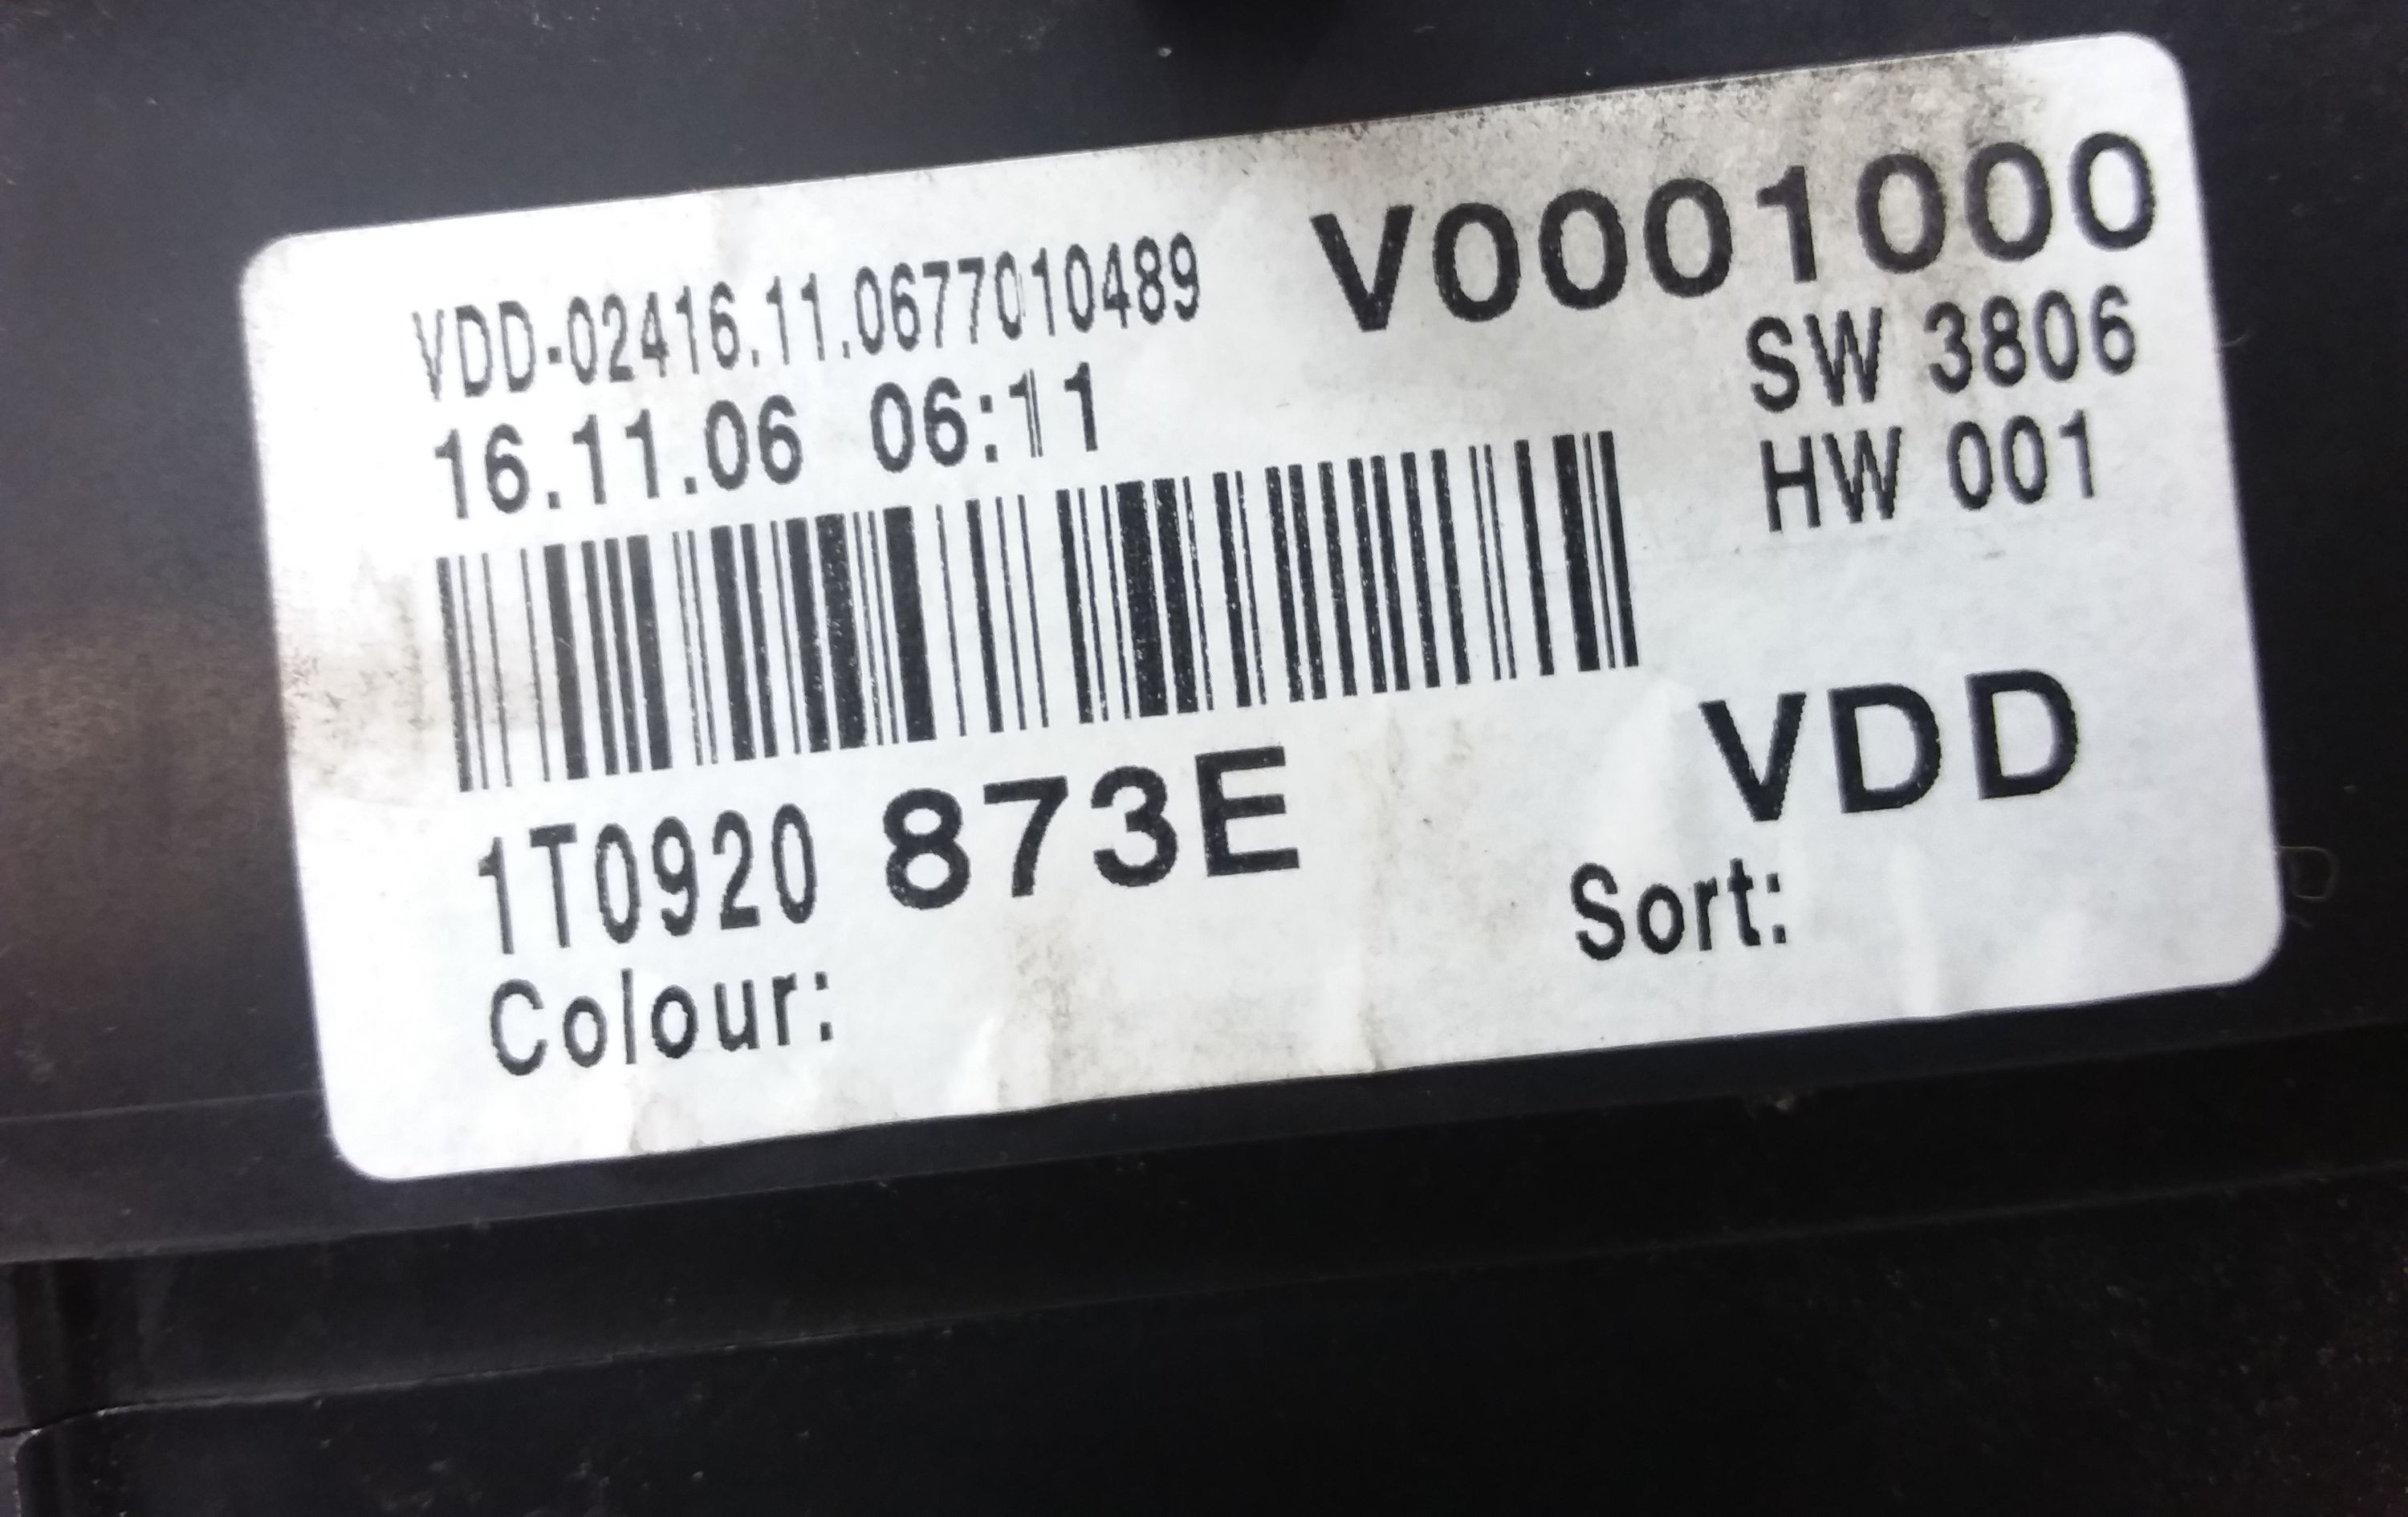 VDD-02416.11.0677010489 V0001000
16.11.06 06:11 SW 3806
HW 001
1T0920 873E VDD
Colour: Sort: